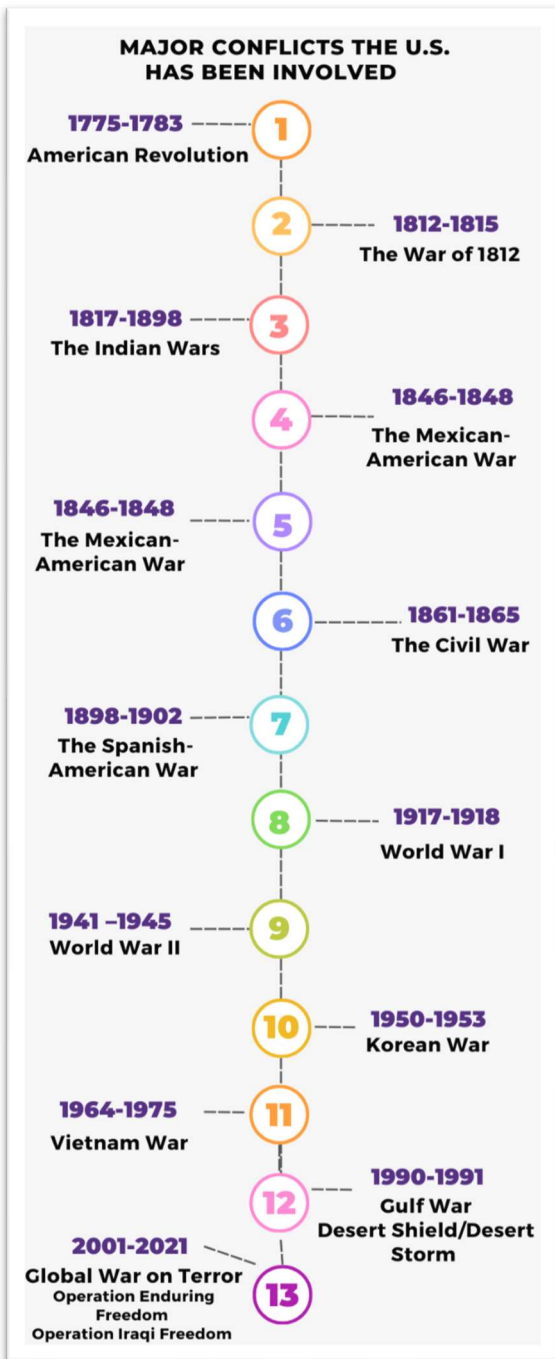 MAJOR CONFLICTS THE U.S.
HAS BEEN INVOLVED
1775-1783
1
American Revolution
2
1812-1815
The War of 1812
1817-1898
3
The Indian Wars
4
1846-1848
The Mexican-
American War
1846-1848
5
The Mexican-
American War
6
1861-1865
The Civil War
1898-1902
7
The Spanish-
American War
8
1917-1918
World War I
1941 –1945
9
World War II
10
1950-1953
Korean War
1964-1975
11
Vietnam War
12
1990-1991
Gulf War
Desert Shield/Desert
Storm
2001-2021
13
Global War on Terror
Operation Enduring
Freedom
Operation Iraqi Freedom